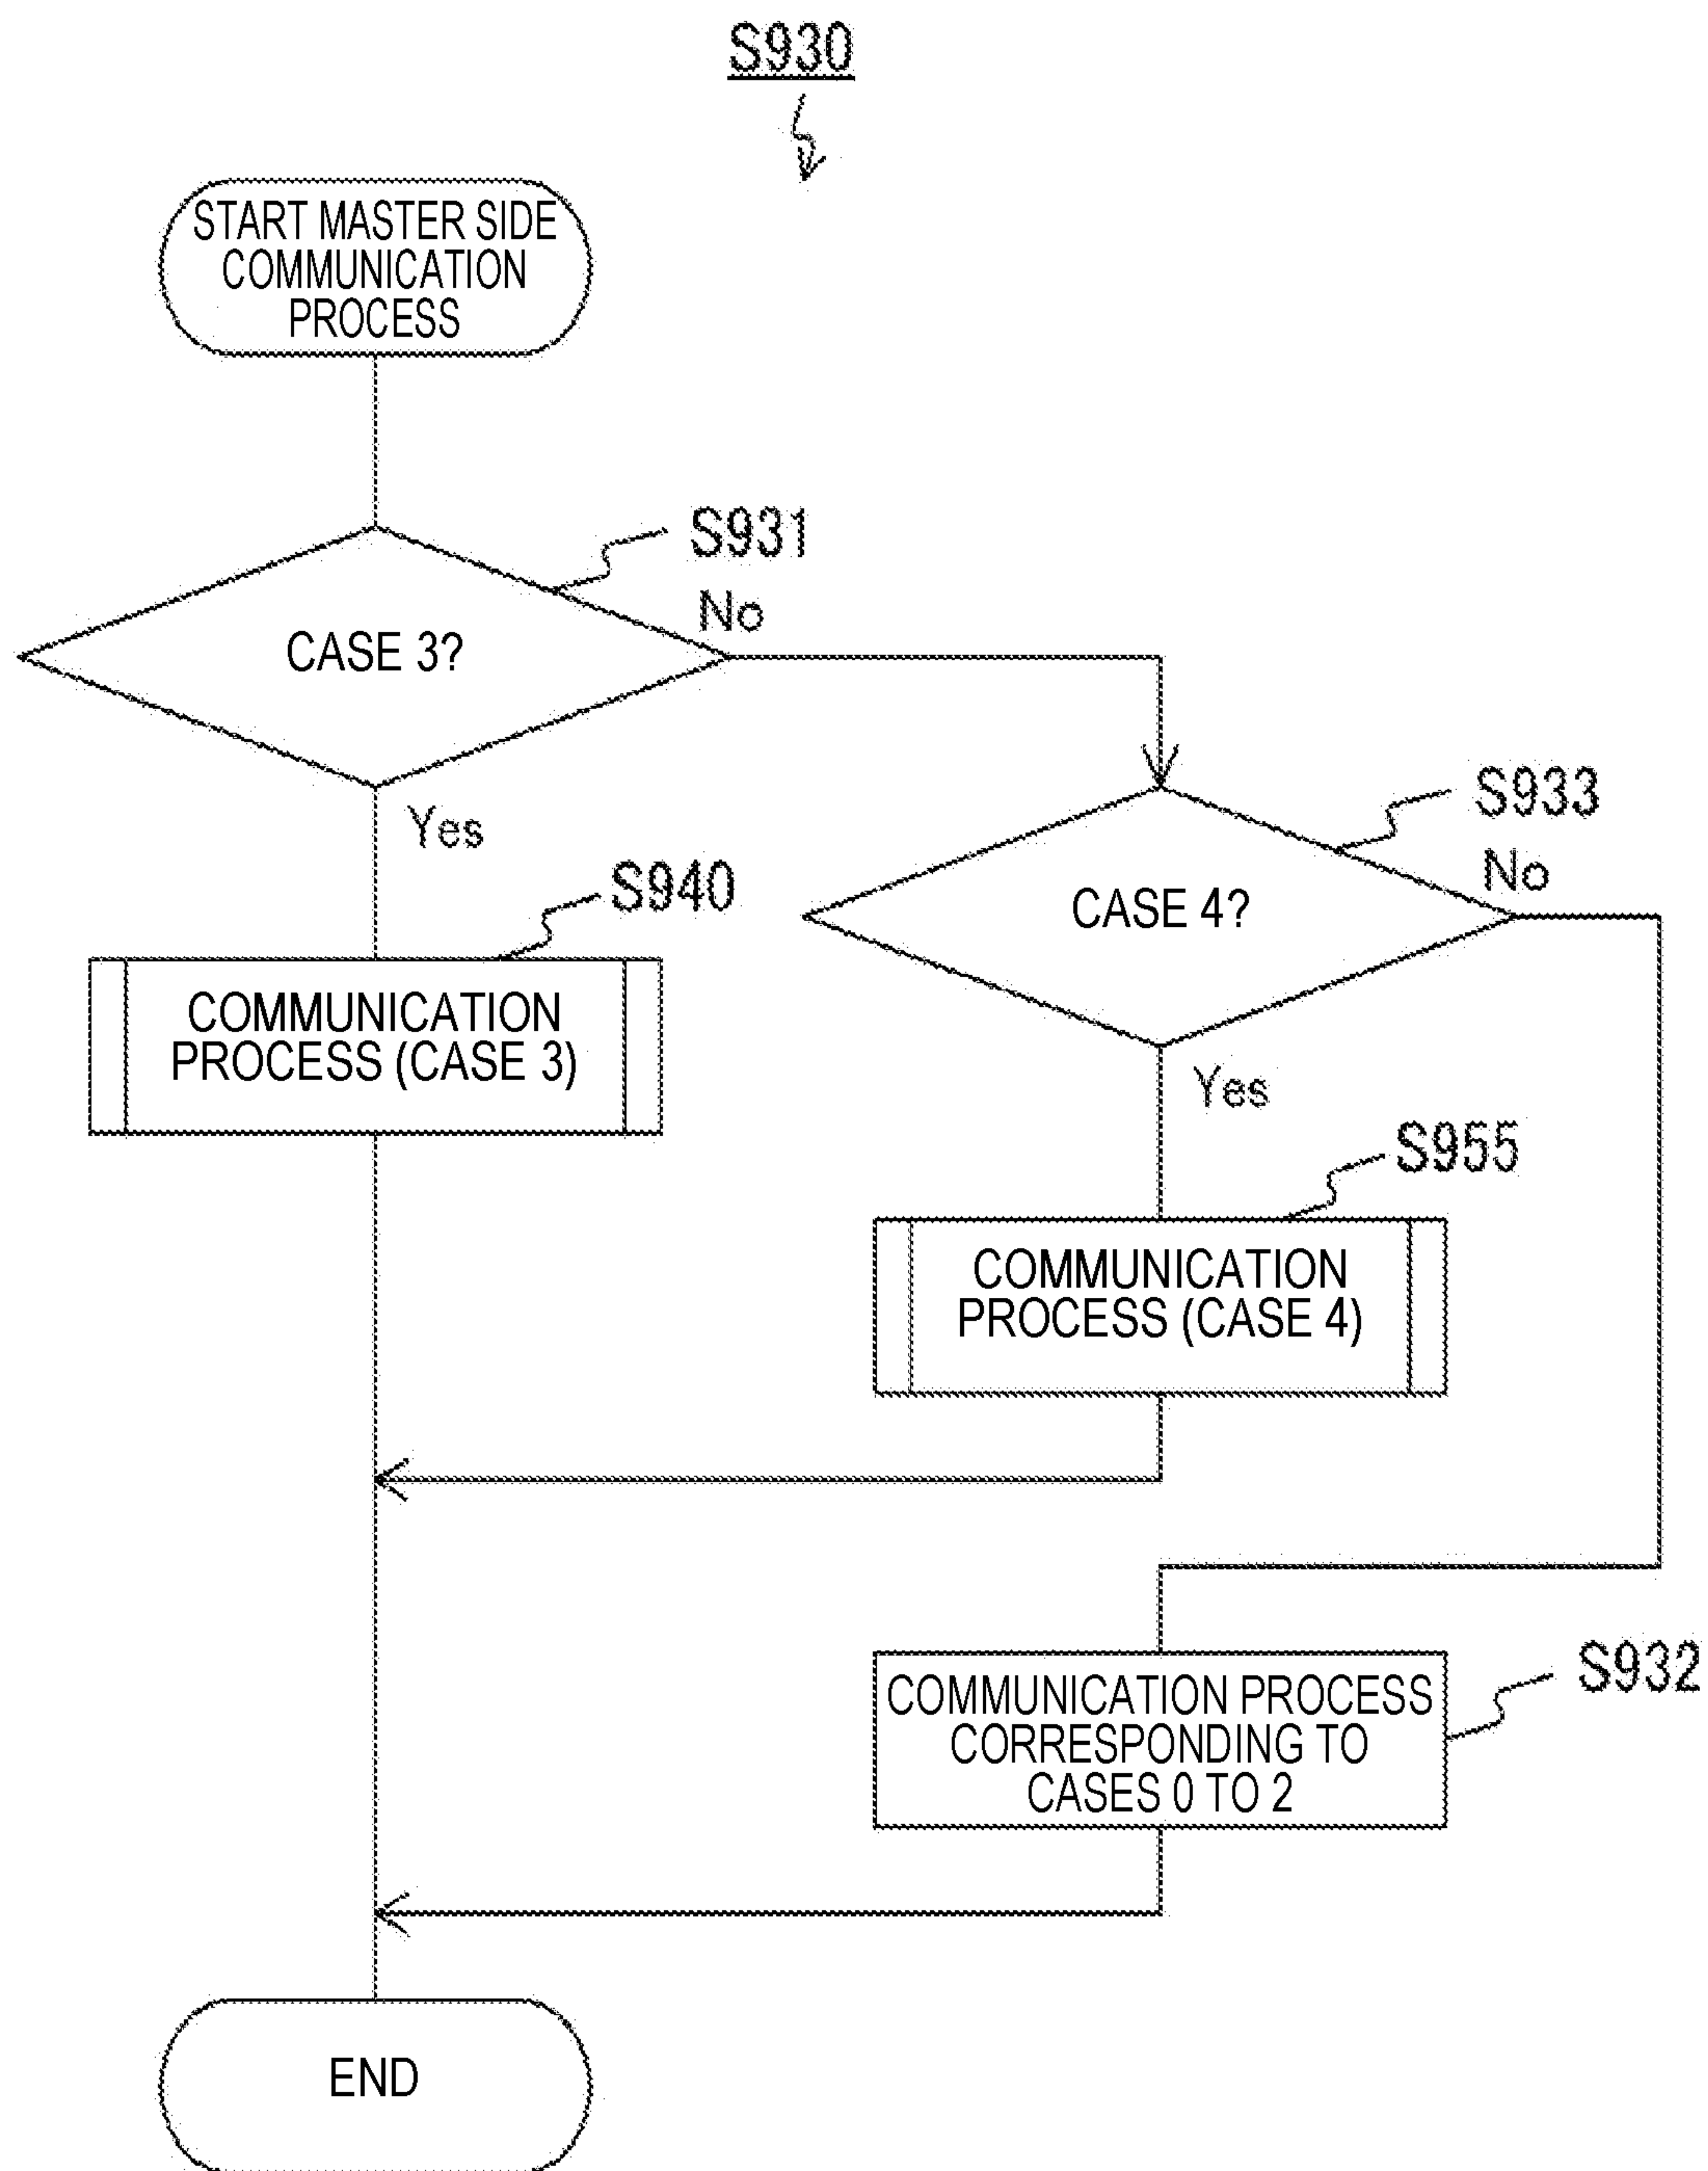 S930
START MASTER SIDE
COMMUNICATION
PROCESS
S931
No
CASE 3?
Yes
S933
No
CASE 4?
S940
COMMUNICATION
PROCESS (CASE 3)
Yes
S955
COMMUNICATION
PROCESS (CASE 4)
S932
COMMUNICATION PROCESS
CORRESPONDING TO
CASES 0 TO 2
END